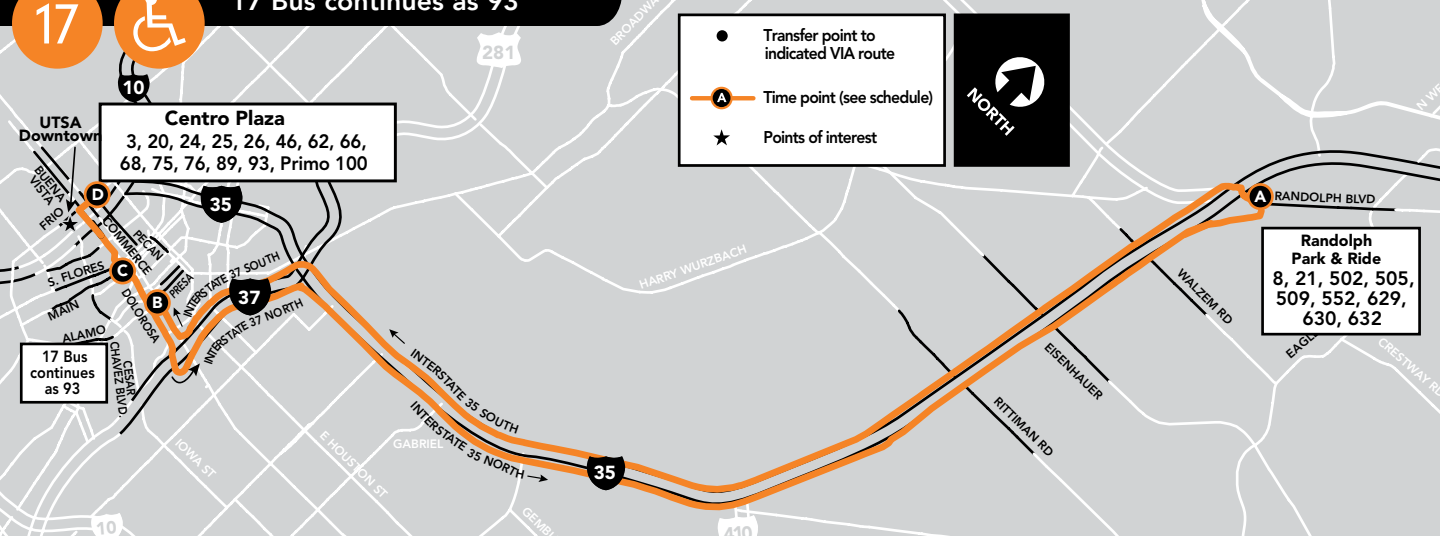 17 Bus continues as 93
17
281
BROADWAY
Transfer point to
indicated VIA route
A
Time point (see schedule)
Points of interest
NORTH
10
UTSA
Downtown
Centro Plaza
3, 20, 24, 25, 26, 46, 62, 66,
68, 75, 76, 89, 93, Primo 100
35
BUENA
VISTA
FRIO
D
COMMERCE
PECAN
PRESA
C
S. FLORES
MAIN
ALAMO
DOLOROSA
B
INTERSTATE 37 SOUTH
37
INTERSTATE 37 NORTH
17 Bus
continues
as 93
CESAR
CHAVEZ BLVD.
HARRY WURZBACH
INTERSTATE 35 SOUTH
INTERSTATE 35 NORTH
35
IOWA ST
E HOUSTON ST
GABRIEL
10
410
A
RANDOLPH BLVD
Randolph
Park & Ride
8, 21, 502, 505,
509, 552, 629,
630, 632
WALZEM RD
EISENHAUER
RITTIMAN RD
CRESTWAY RD